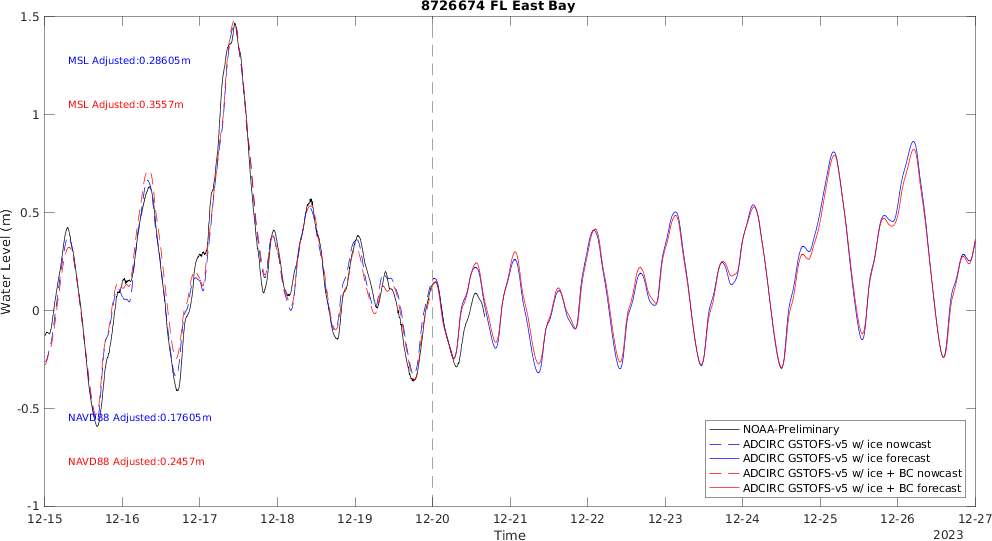 8726674 FL East Bay
1.5
MSL Adjusted:0.28605m
MSL Adjusted:0.3557m
1
0.5
Water Level (m)
0
-0.5
NAVD88 Adjusted:0.17605m
NAVD88 Adjusted:0.2457m
-1
NOAA-Preliminary
ADCIRC GSTOFS-v5 w/ ice nowcast
ADCIRC GSTOFS-v5 w/ ice forecast
ADCIRC GSTOFS-v5 w/ ice + BC nowcast
ADCIRC GSTOFS-v5 w/ ice + BC forecast
12-15 12-16 12-17 12-18 12-19 12-20 12-21 12-22 12-23 12-24 12-25 12-26 12-27
Time
2023